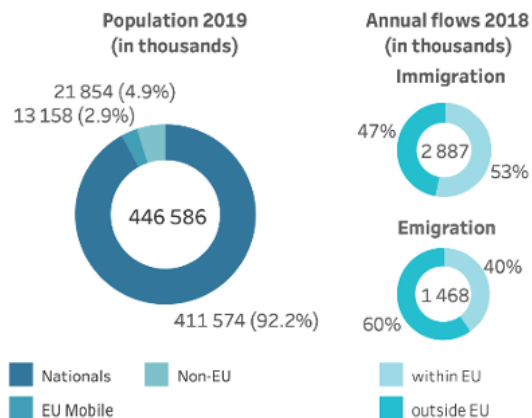 Population 2019
(in thousands)
21 854 (4.9%)
13 158 (2.9%)
446 586
411 574 (92.2%)
Nationals
Non-EU
EU Mobile
Annual flows 2018
(in thousands)
Immigration
47%
2 887
53%
Emigration
40%
1 468
60%
within EU
outside EU